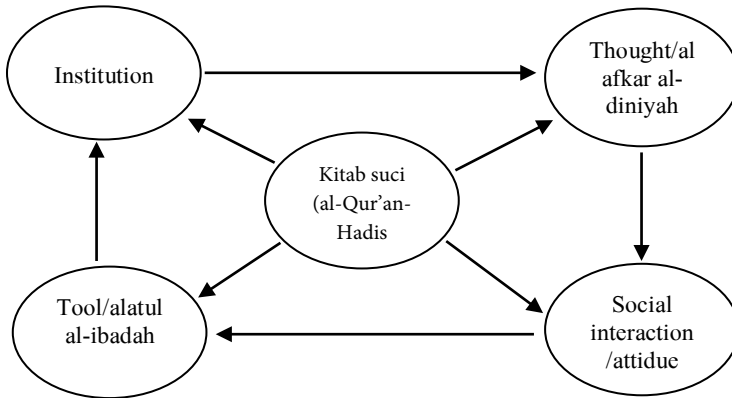 Institution
Thought/al
afkar al-
diniyah
Kitab suci
(al-Qur’an-
Hadis
Tool/alatul
al-ibadah
Social
interaction
/attidue